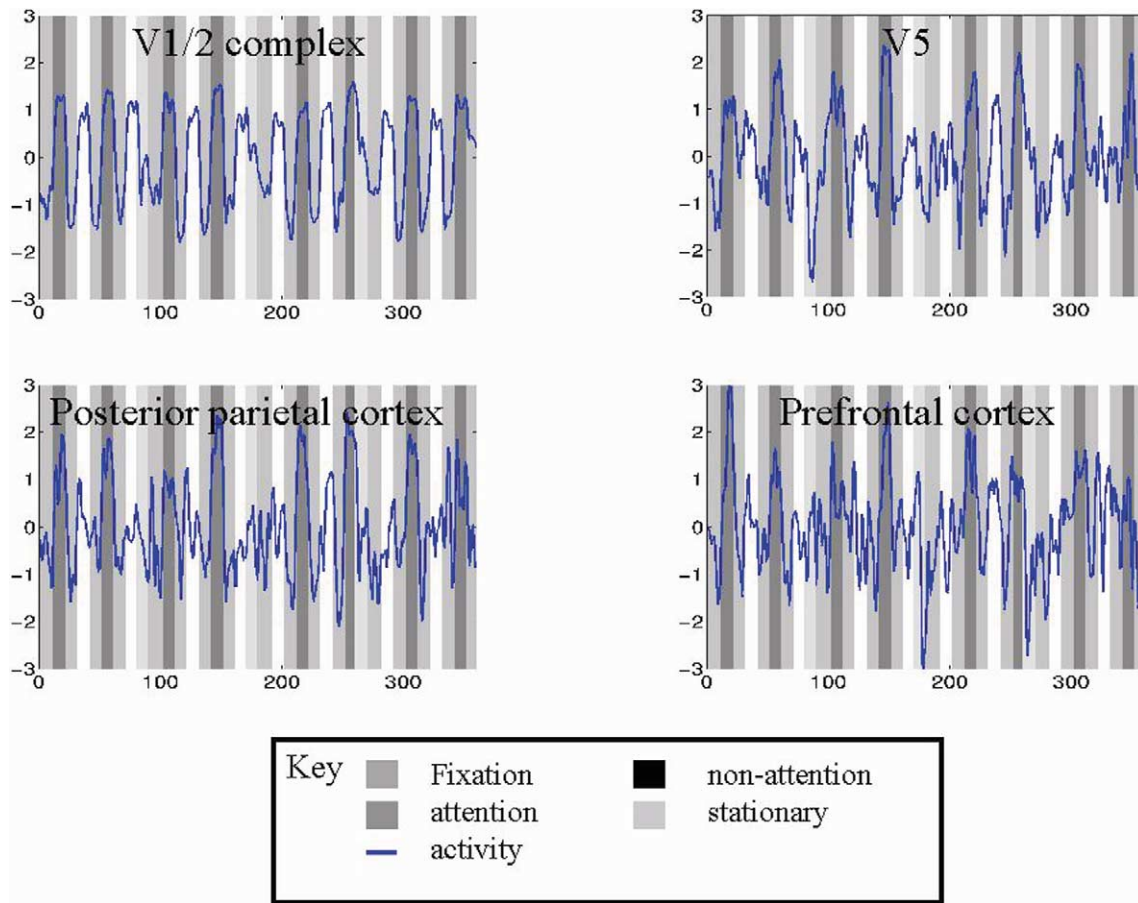 V1/2 complex
3
2
1
0
−1
−2
−3
0 100 200 300
V5
3
2
1
0
−1
−2
−3
0 100 200 300
Posterior parietal cortex
3
2
1
0
−1
−2
−3
0 100 200 300
Prefrontal cortex
3
2
1
0
−1
−2
−3
0 100 200 300
Key
Fixation
non-attention
attention
stationary
activity